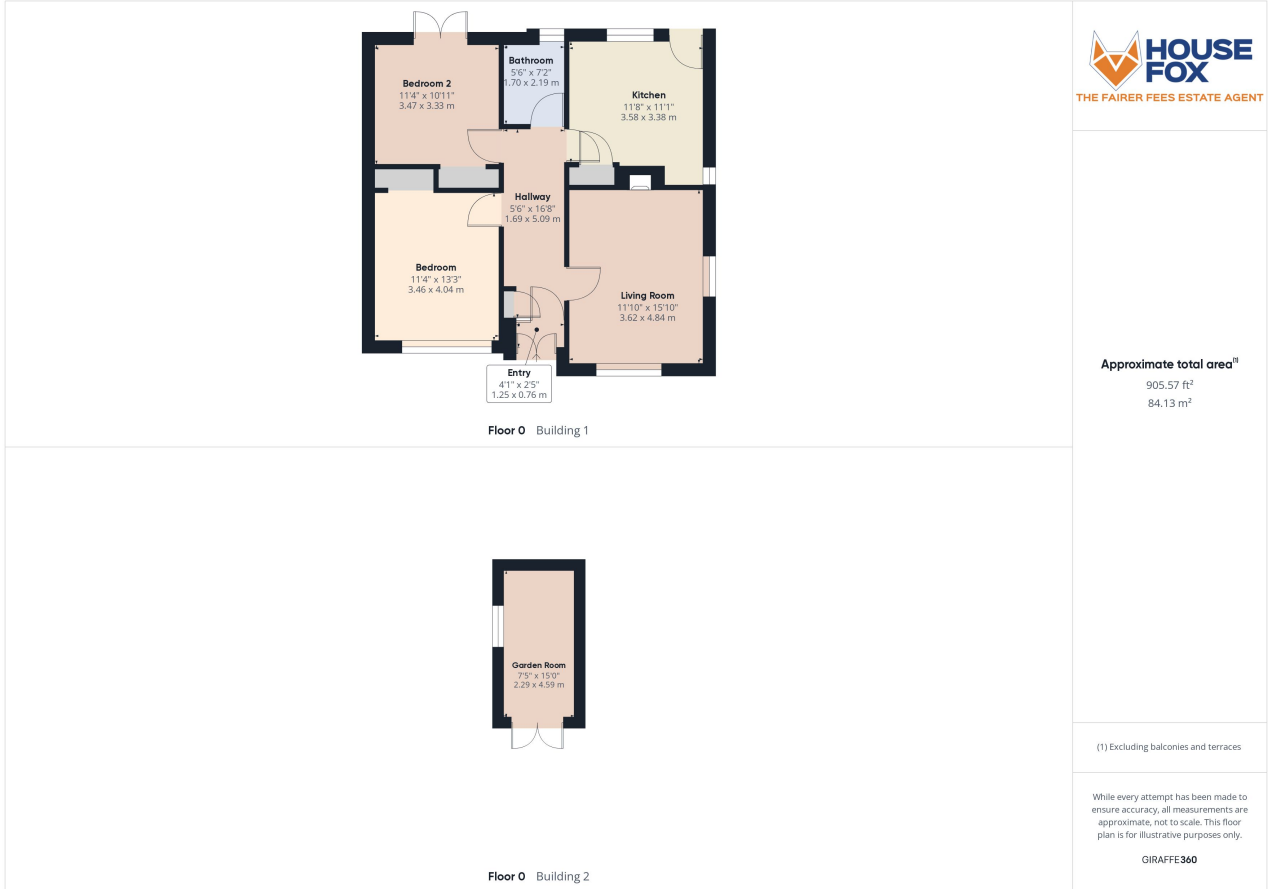 Bedroom 2
11'4" x 10'11"
3.47 x 3.33 m
Bathroom
5'6" x 7'2"
1.70 x 2.19 m
Kitchen
11'8" x 11'1"
3.58 x 3.38 m
Hallway
5'6" x 16'8"
1.69 x 5.09 m
Bedroom
11'4" x 13'3"
3.46 x 4.04 m
Living Room
11'10" x 15'10"
3.62 x 4.84 m
Entry
4'1" x 2'5"
1.25 x 0.76 m
Floor 0 Building 1
Garden Room
7'5" x 15'0"
2.29 x 4.59 m
Floor 0 Building 2
HOUSE
FOX
THE FAIRER FEES ESTATE AGENT
Approximate total area(1)
905.57 ft²
84.13 m²
(1) Excluding balconies and terraces
While every attempt has been made to
ensure accuracy, all measurements are
approximate, not to scale. This floor
plan is for illustrative purposes only.
GIRAFFE360